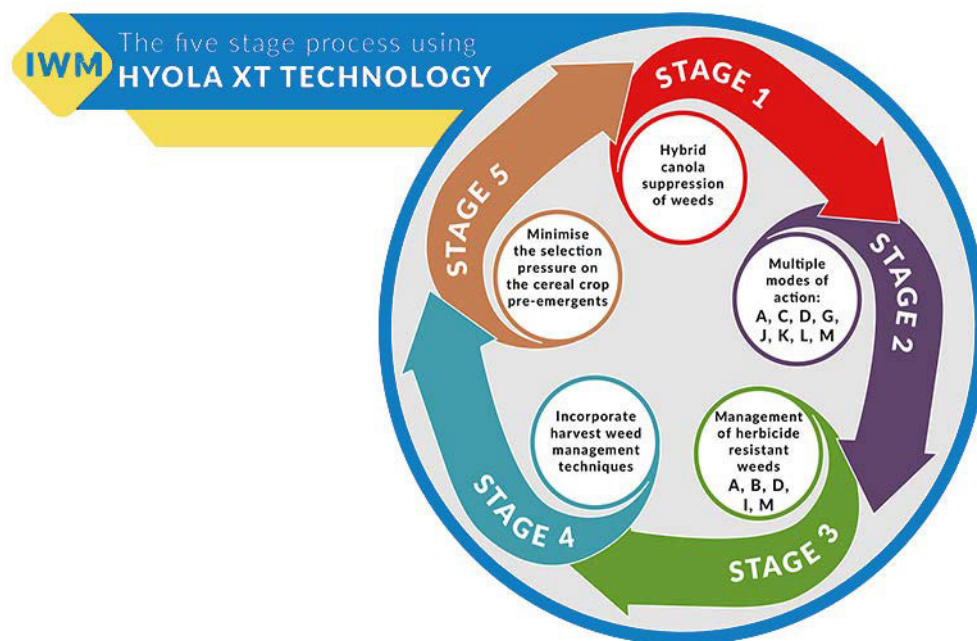 IWM
The five stage process using
HYOLA XT TECHNOLOGY
STAGE 1
Hybrid
canola
suppression
of weeds
STAGE 2
Multiple
modes of
action:
A, C, D, G,
J, K, L, M
STAGE 3
Management
of herbicide
resistant
weeds
A, B, D,
I, M
STAGE 4
Incorporate
harvest weed
management
techniques
STAGE 5
Minimise
the selection
pressure on
the cereal crop
pre-emergents